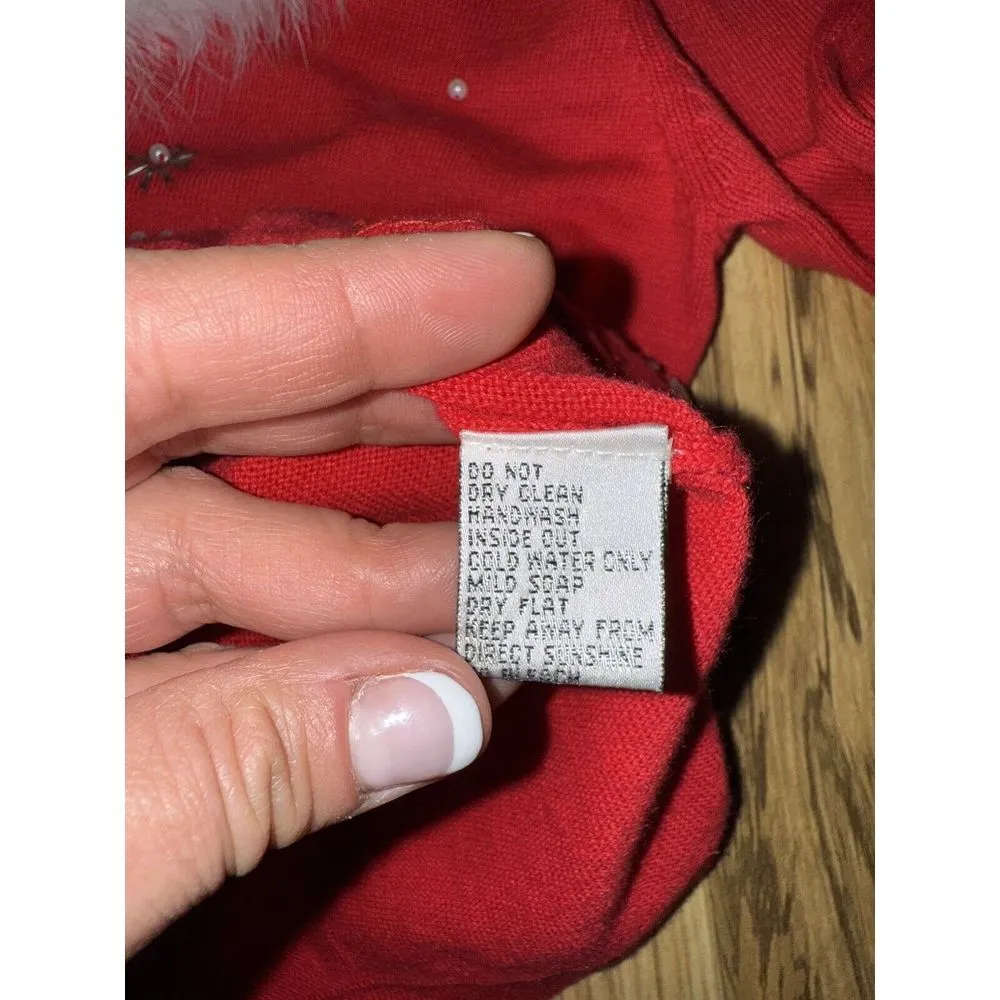 DO NOT
DRY CLEAN
HANDWASH
INSIDE OUT
COLD WATER ONLY
MILD SOAP
DRY FLAT
KEEP AWAY FROM
DIRECT SUNSHINE
BLEACH